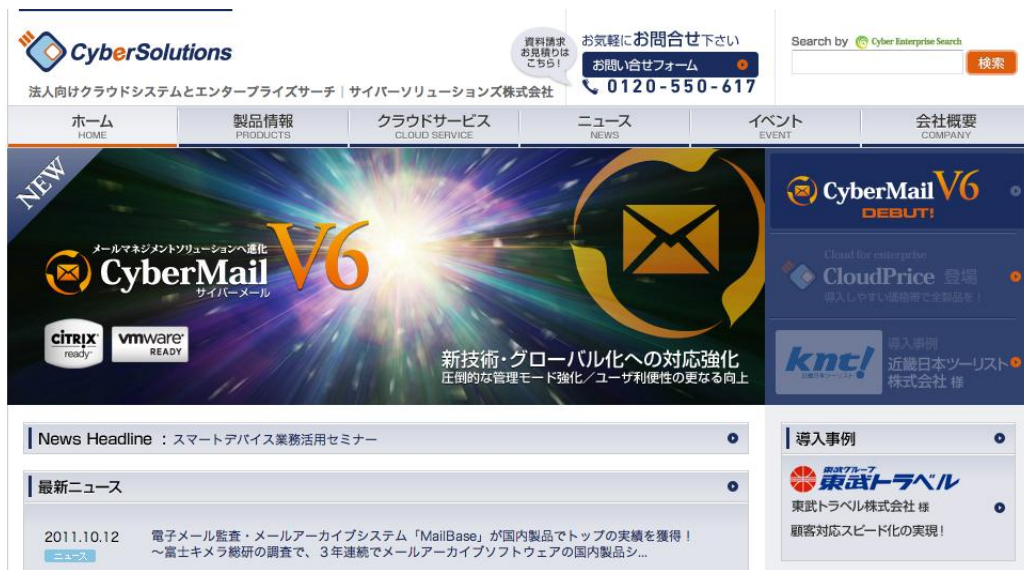 CyberSolutions
資料請求
お見積りは
こちら!
お気軽にお問合せ下さい
お問い合せフォーム
0120-550-617
Search by Cyber Enterprise Search
検索
法人向けクラウドシステムとエンタープライズサーチ | サイバーソリューションズ株式会社
ホーム
HOME
製品情報
PRODUCTS
クラウドサービス
CLOUD SERVICE
ニュース
NEWS
イベント
EVENT
会社概要
COMPANY
NEW
メールマネジメントソリューションへ進化
CyberMail V6
サイバーメール
CITRIX
ready
vmware
READY
新技術・グローバル化への対応強化
圧倒的な管理モード強化/ユーザ利便性の更なる向上
CyberMail V6
DEBUT!
Cloud for enterprise
CloudPrice 登場
導入しやすい価格帯で全製品を!
knt!
近畿日本ツーリスト
導入事例
近畿日本ツーリスト
株式会社 様
News Headline : スマートデバイス業務活用セミナー
最新ニュース
2011.10.12
ニュース
電子メール監査・メールアーカイブシステム「MailBase」が国内製品でトップの実績を獲得!
~富士キメラ総研の調査で、3年連続でメールアーカイブソフトウェアの国内製品シ...
導入事例
東武グループ
東武トラベル
東武トラベル株式会社 様
顧客対応スピード化の実現!